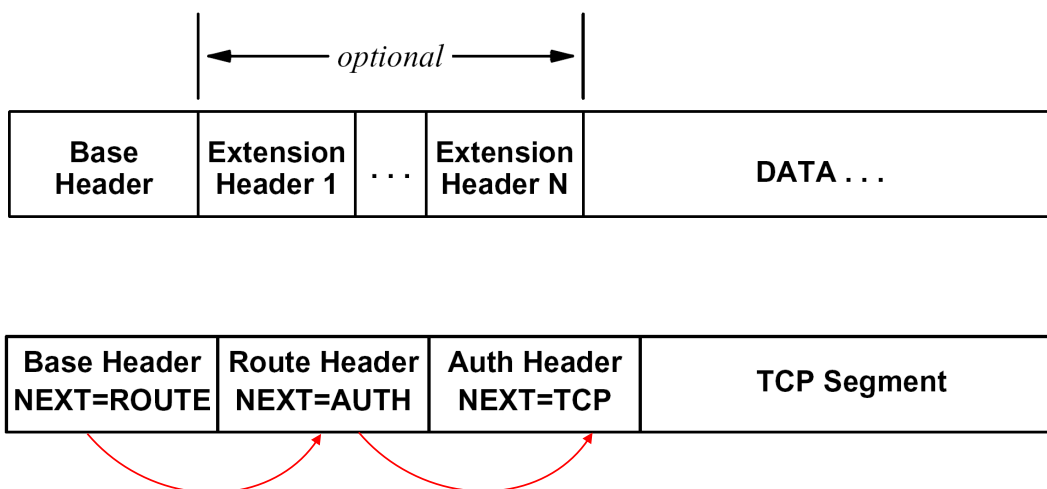 optional
Base
Header
Extension
Header 1
. . .
Extension
Header N
DATA . . .
Base Header
NEXT=ROUTE
Route Header
NEXT=AUTH
Auth Header
NEXT=TCP
TCP Segment